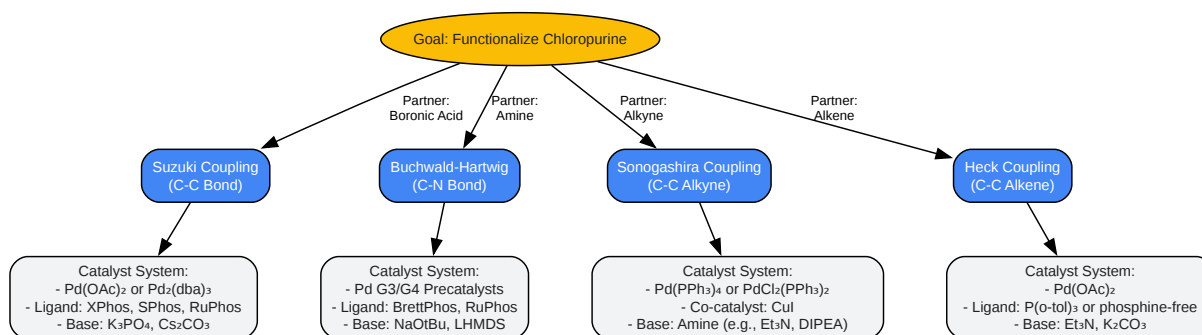 Goal: Functionalize Chloropurine
Partner:
Boronic Acid
Partner:
Amine
Partner:
Alkyne
Partner:
Alkene
Suzuki Coupling
(C-C Bond)
Buchwald-Hartwig
(C-N Bond)
Sonogashira Coupling
(C-C Alkyne)
Heck Coupling
(C-C Alkene)
Catalyst System:
- Pd(OAc)₂ or Pd₂(dba)₃
- Ligand: XPhos, SPhos, RuPhos
- Base: K₃PO₄, Cs₂CO₃
Catalyst System:
- Pd G3/G4 Precatalysts
- Ligand: BrettPhos, RuPhos
- Base: NaOtBu, LHMDS
Catalyst System:
- Pd(PPh₃)₄ or PdCl₂(PPh₃)₂
- Co-catalyst: CuI
- Base: Amine (e.g., Et₃N, DIPEA)
Catalyst System:
- Pd(OAc)₂
- Ligand: P(o-tol)₃ or phosphine-free
- Base: Et₃N, K₂CO₃